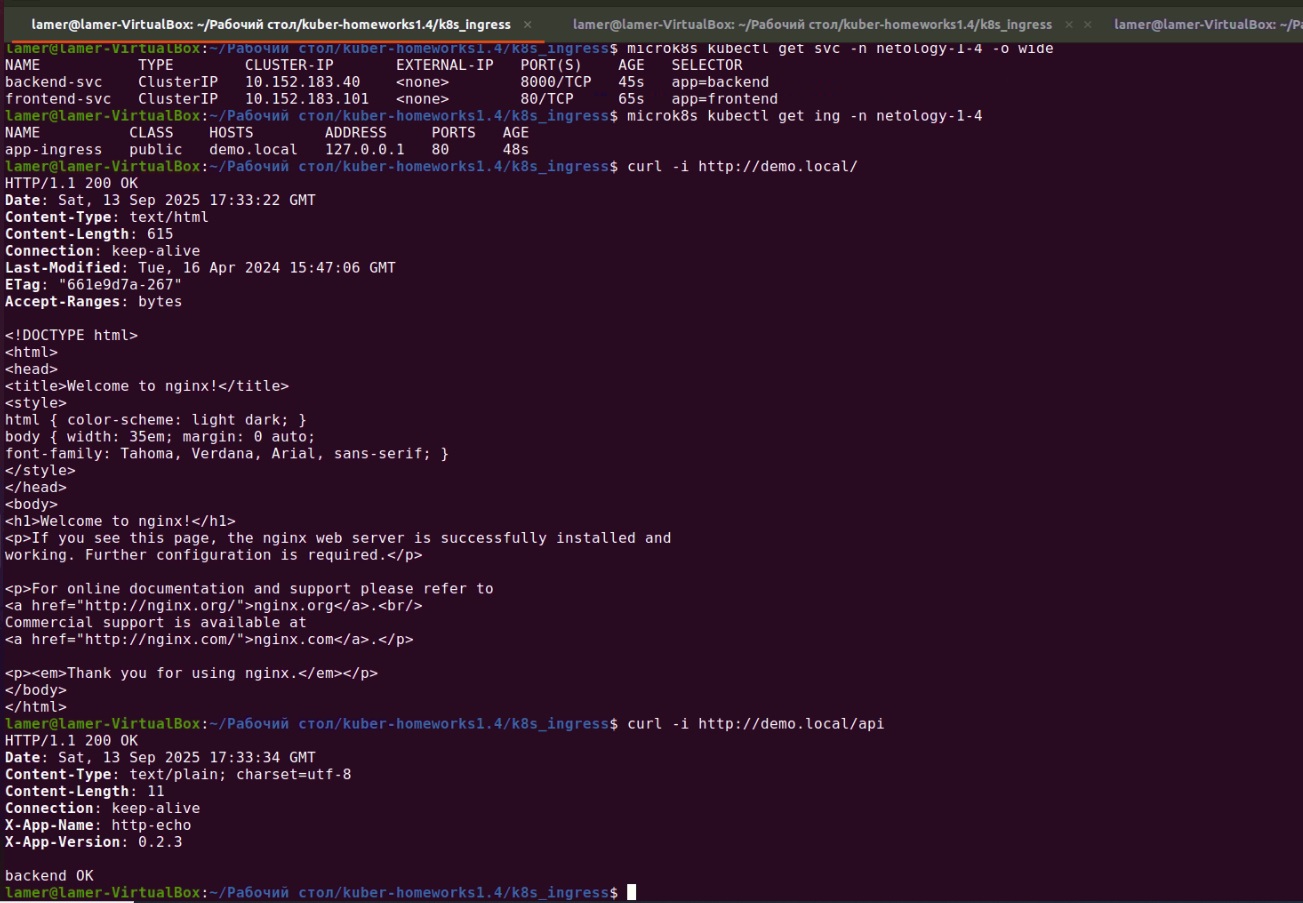 lamer@lamer-VirtualBox: ~/Рабочий стол/kuber-homeworks1.4/k8s_ingress × lamer@lamer-VirtualBox: ~/Рабочий стол/kuber-homeworks1.4/k8s_ingress × × lamer@lamer-VirtualBox: ~/Ра
lamer@lamer-VirtualBox:~/Рабочий стол/kuber-homeworks1.4/k8s_ingress$ microk8s kubectl get svc -n netology-1-4 -o wide
NAME TYPE CLUSTER-IP EXTERNAL-IP PORT(S) AGE SELECTOR
backend-svc ClusterIP 10.152.183.40 <none> 8000/TCP 45s app=backend
frontend-svc ClusterIP 10.152.183.101 <none> 80/TCP 65s app=frontend
lamer@lamer-VirtualBox:~/Рабочий стол/kuber-homeworks1.4/k8s_ingress$ microk8s kubectl get ing -n netology-1-4
NAME CLASS HOSTS ADDRESS PORTS AGE
app-ingress public demo.local 127.0.0.1 80 48s
lamer@lamer-VirtualBox:~/Рабочий стол/kuber-homeworks1.4/k8s_ingress$ curl -i http://demo.local/
HTTP/1.1 200 OK
Date: Sat, 13 Sep 2025 17:33:22 GMT
Content-Type: text/html
Content-Length: 615
Connection: keep-alive
Last-Modified: Tue, 16 Apr 2024 15:47:06 GMT
ETag: "661e9d7a-267"
Accept-Ranges: bytes
<!DOCTYPE html>
<html>
<head>
<title>Welcome to nginx!</title>
<style>
html { color-scheme: light dark; }
body { width: 35em; margin: 0 auto;
font-family: Tahoma, Verdana, Arial, sans-serif; }
</style>
</head>
<body>
<h1>Welcome to nginx!</h1>
<p>If you see this page, the nginx web server is successfully installed and
working. Further configuration is required.</p>
<p>For online documentation and support please refer to
<a href="http://nginx.org/">nginx.org</a>.<br/>
Commercial support is available at
<a href="http://nginx.com/">nginx.com</a>.</p>
<p><em>Thank you for using nginx.</em></p>
</body>
</html>
lamer@lamer-VirtualBox:~/Рабочий стол/kuber-homeworks1.4/k8s_ingress$ curl -i http://demo.local/api
HTTP/1.1 200 OK
Date: Sat, 13 Sep 2025 17:33:34 GMT
Content-Type: text/plain; charset=utf-8
Content-Length: 11
Connection: keep-alive
X-App-Name: http-echo
X-App-Version: 0.2.3
backend OK
lamer@lamer-VirtualBox:~/Рабочий стол/kuber-homeworks1.4/k8s_ingress$